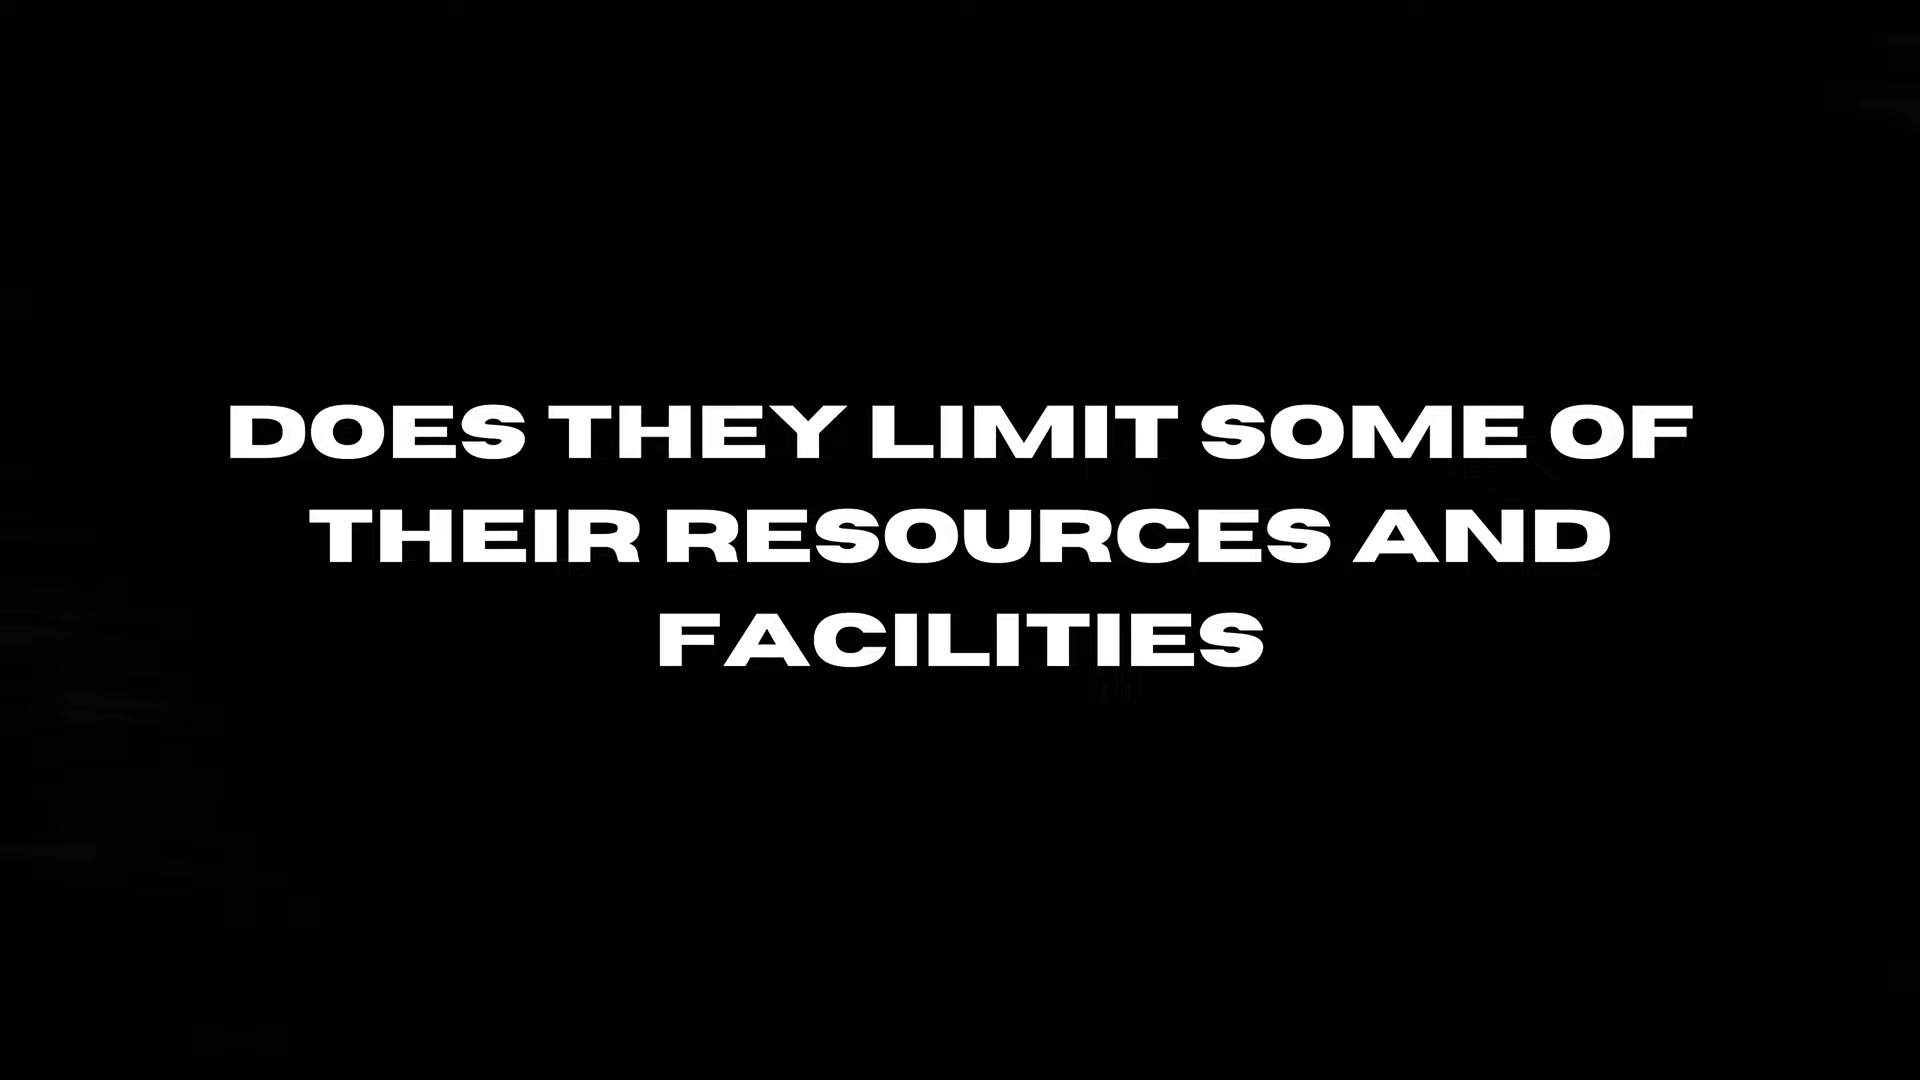 DOES THEY LIMIT SOME OF
THEIR RESOURCES AND
FACILITIES